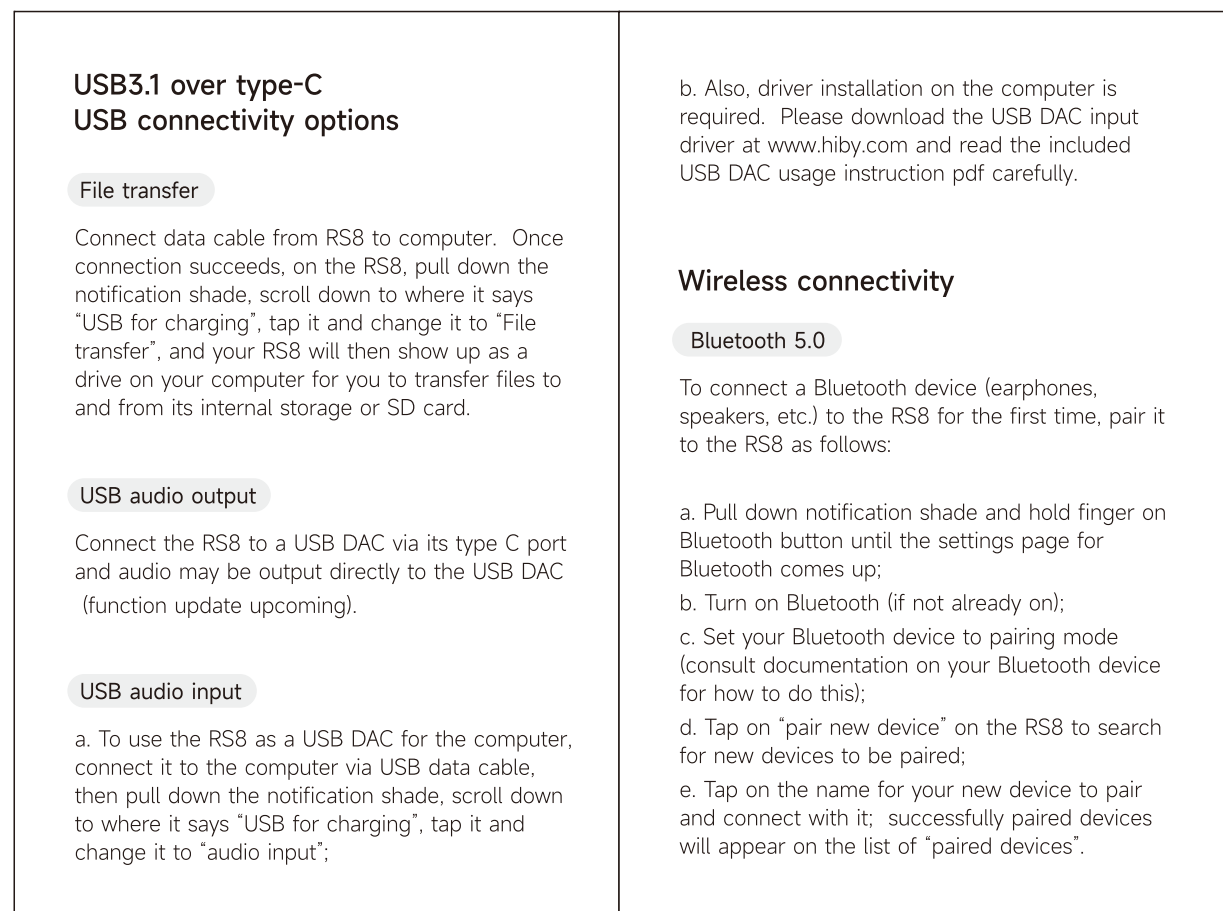 USB3.1 over type-C
USB connectivity options
File transfer
Connect data cable from RS8 to computer.  Once
connection succeeds, on the RS8, pull down the
notification shade, scroll down to where it says
“USB for charging”, tap it and change it to “File
transfer”, and your RS8 will then show up as a
drive on your computer for you to transfer files to
and from its internal storage or SD card.
USB audio output
Connect the RS8 to a USB DAC via its type C port
and audio may be output directly to the USB DAC
(function update upcoming).
USB audio input
a. To use the RS8 as a USB DAC for the computer,
connect it to the computer via USB data cable,
then pull down the notification shade, scroll down
to where it says “USB for charging”, tap it and
change it to “audio input”;
b. Also, driver installation on the computer is
required.  Please download the USB DAC input
driver at www.hiby.com and read the included
USB DAC usage instruction pdf carefully.
Wireless connectivity
Bluetooth 5.0
To connect a Bluetooth device (earphones,
speakers, etc.) to the RS8 for the first time, pair it
to the RS8 as follows:
a. Pull down notification shade and hold finger on
Bluetooth button until the settings page for
Bluetooth comes up;
b. Turn on Bluetooth (if not already on);
c. Set your Bluetooth device to pairing mode
(consult documentation on your Bluetooth device
for how to do this);
d. Tap on “pair new device” on the RS8 to search
for new devices to be paired;
e. Tap on the name for your new device to pair
and connect with it;  successfully paired devices
will appear on the list of “paired devices”.